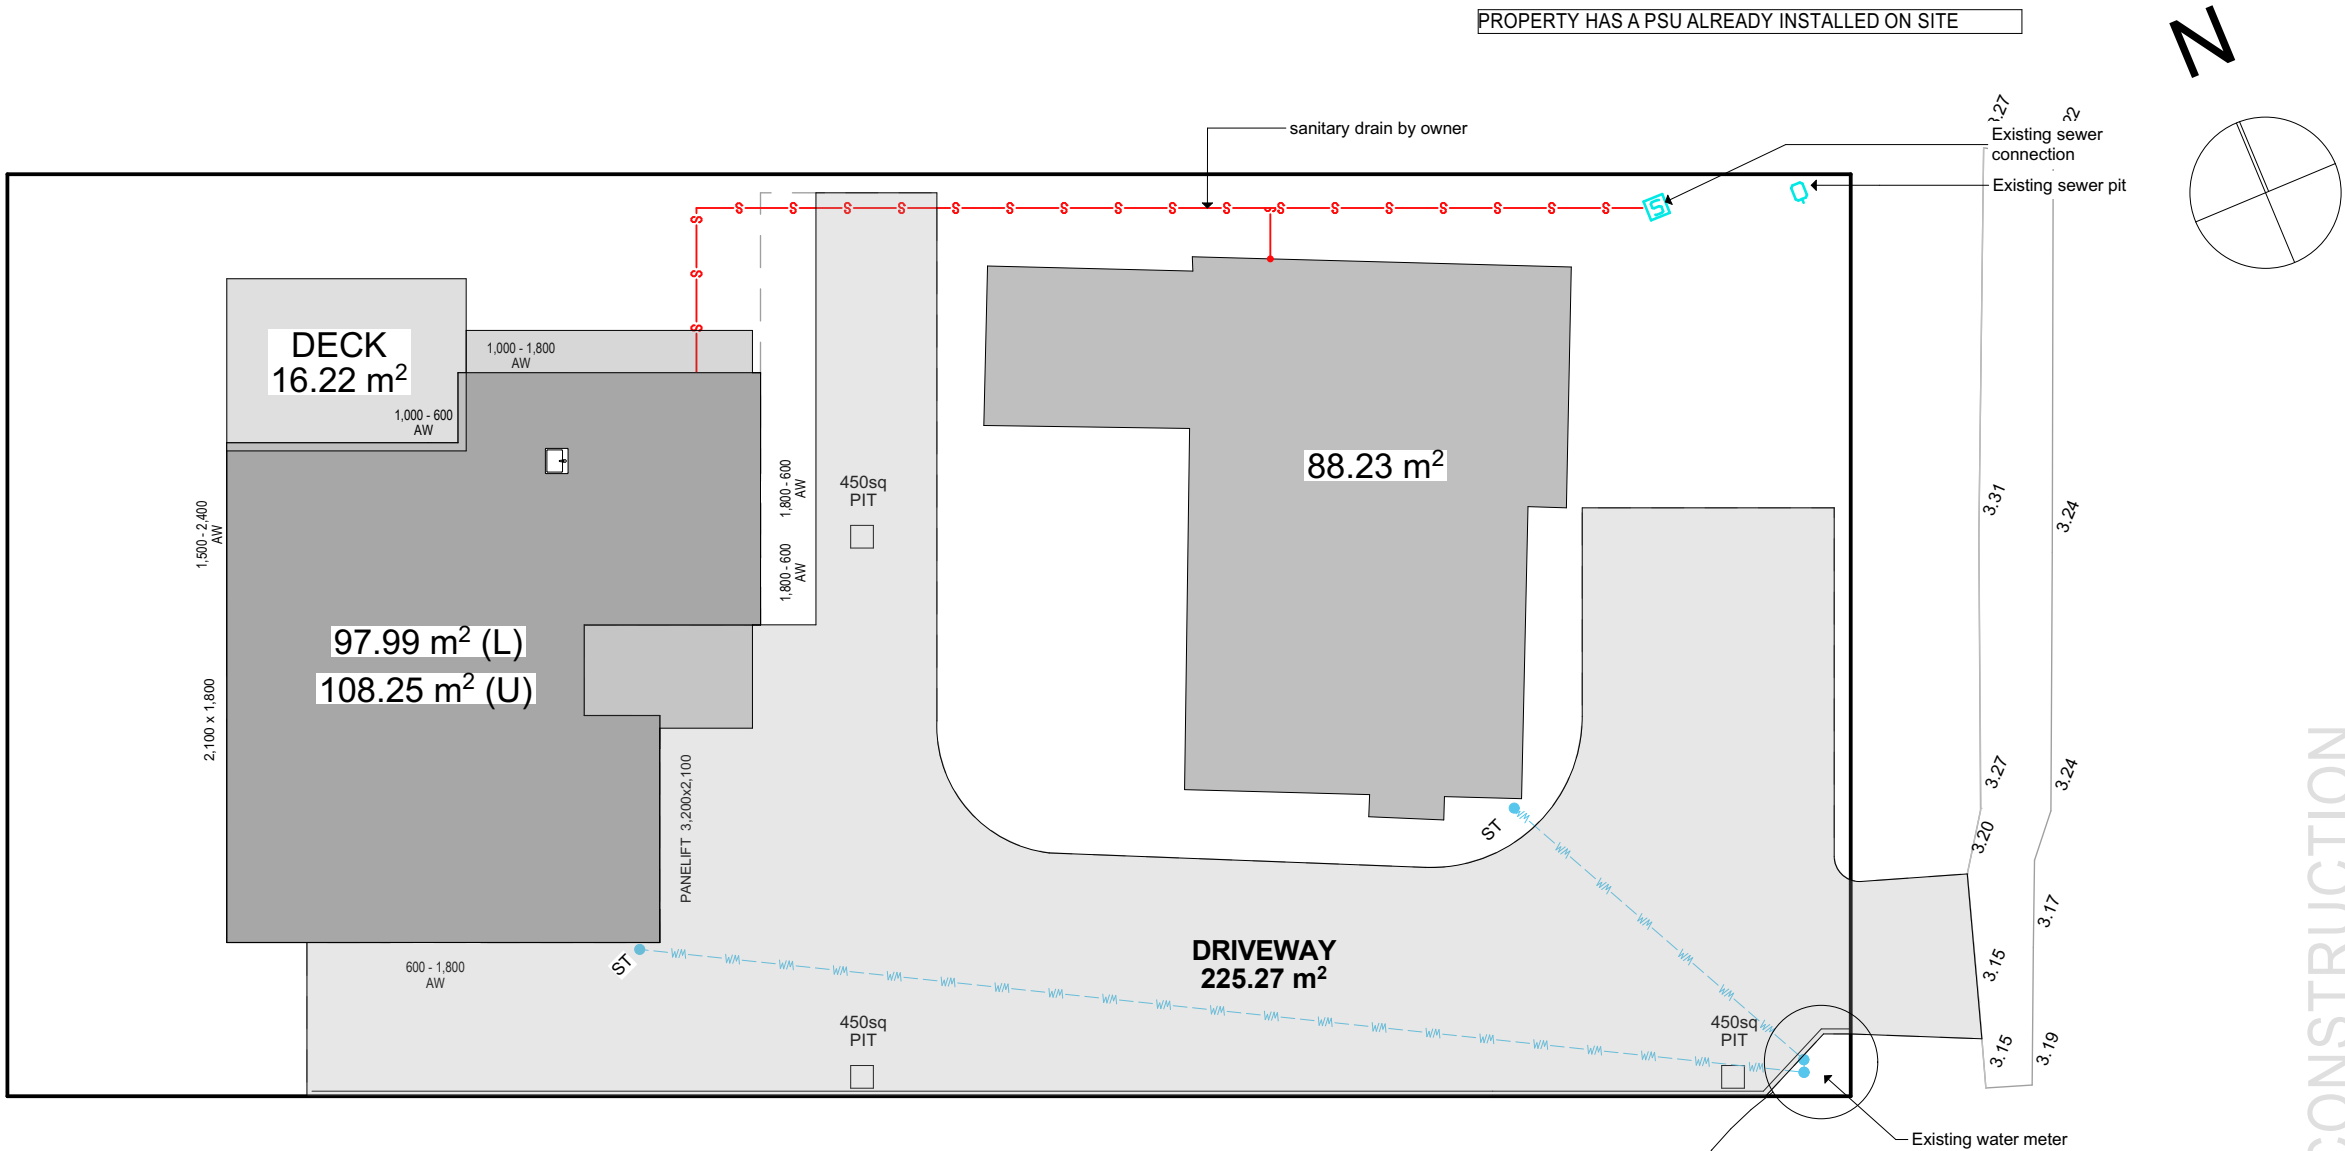 PROPERTY HAS A PSU ALREADY INSTALLED ON SITE
N
sanitary drain by owner
Existing sewer
connection
Existing sewer pit
DECK
16.22 m²
1,000 - 1,800
AW
1,000 - 600
AW
1,500 - 2,400
AW
2,100 x 1,800
97.99 m² (L)
108.25 m² (U)
1,800 - 600
AW
1,800 - 600
AW
450sq
PIT
88.23 m²
PANELIFT 3,200x2,100
600 - 1,800
AW
ST
ST
DRIVEWAY
225.27 m²
450sq
PIT
450sq
PIT
Existing water meter
3.31
3.24
3.27
3.24
3.20
3.17
3.15
3.15
3.19
CONSTRUCTION